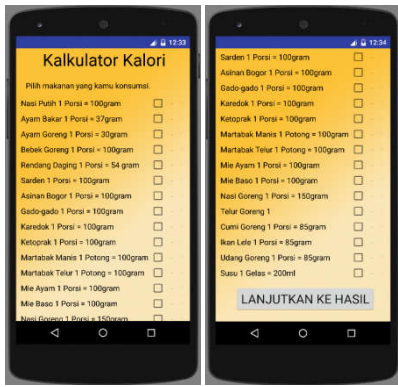 12:33
Kalkulator Kalori
Pilih makanan yang kamu konsumsi.
Nasi Putih 1 Porsi = 100gram
Ayam Bakar 1 Porsi = 37gram
Ayam Goreng 1 Porsi = 30gram
Bebek Goreng 1 Porsi = 100gram
Rendang Daging 1 Porsi = 54 gram
Sarden 1 Porsi = 100gram
Asinan Bogor 1 Porsi = 100gram
Gado-gado 1 Porsi = 100gram
Karedok 1 Porsi = 100gram
Ketoprak 1 Porsi = 100gram
Martabak Manis 1 Potong = 100gram
Martabak Telur 1 Potong = 100gram
Mie Ayam 1 Porsi = 100gram
Mie Baso 1 Porsi = 100gram
Nasi Goreng 1 Porsi = 150gram
12:34
Sarden 1 Porsi = 100gram
Asinan Bogor 1 Porsi = 100gram
Gado-gado 1 Porsi = 100gram
Karedok 1 Porsi = 100gram
Ketoprak 1 Porsi = 100gram
Martabak Manis 1 Potong = 100gram
Martabak Telur 1 Potong = 100gram
Mie Ayam 1 Porsi = 100gram
Mie Baso 1 Porsi = 100gram
Nasi Goreng 1 Porsi = 150gram
Telur Goreng 1
Cumi Goreng 1 Porsi = 85gram
Ikan Lele 1 Porsi = 85gram
Udang Goreng 1 Porsi = 85gram
Susu 1 Gelas = 200ml
LANJUTKAN KE HASIL